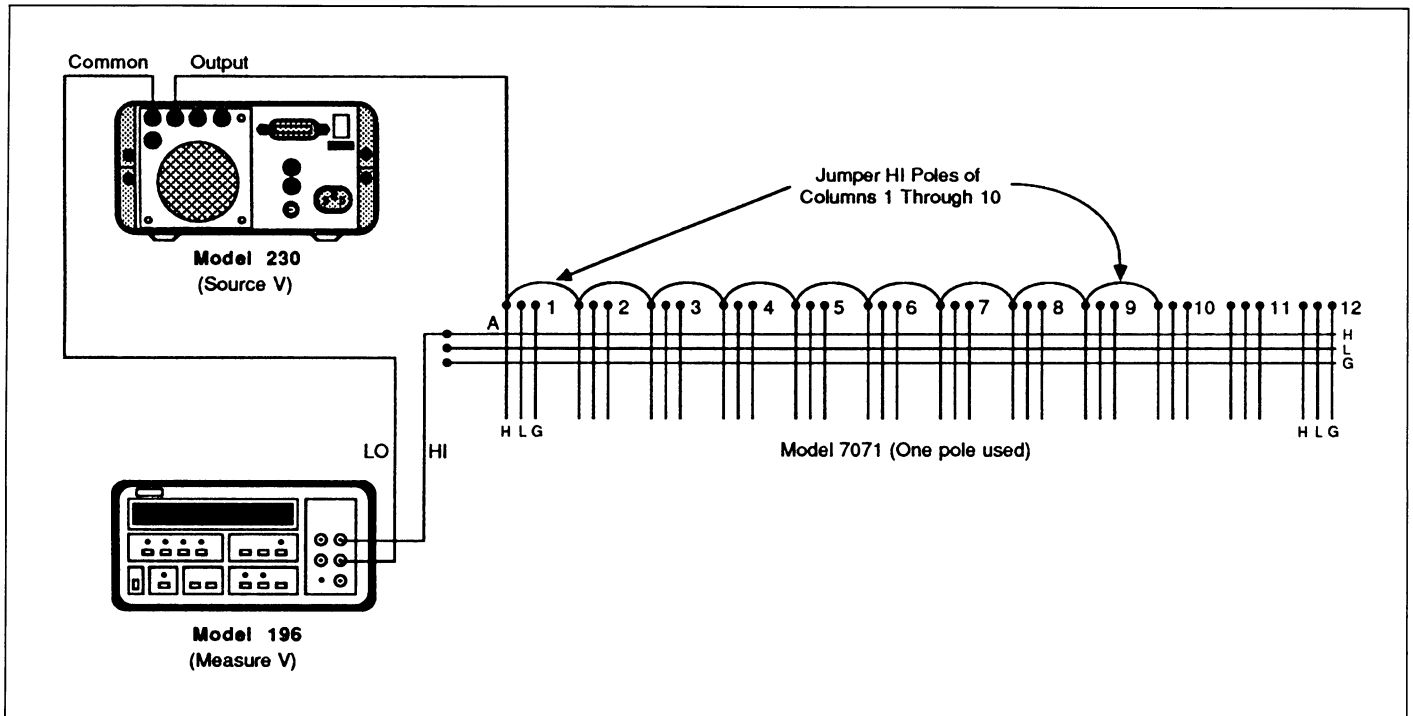 Common Output
Jumper HI Poles of
Columns 1 Through 10
Model 230
(Source V)
1 2 3 4 5 6 7 8 9 10 11 12
A
H
L
G
H L G
H L G
Model 7071 (One pole used)
LO
HI
Model 196
(Measure V)